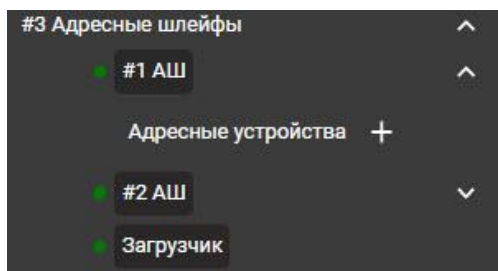 #3 Адресные шлейфы
#1 АШ
Адресные устройства +
#2 АШ
Загрузчик